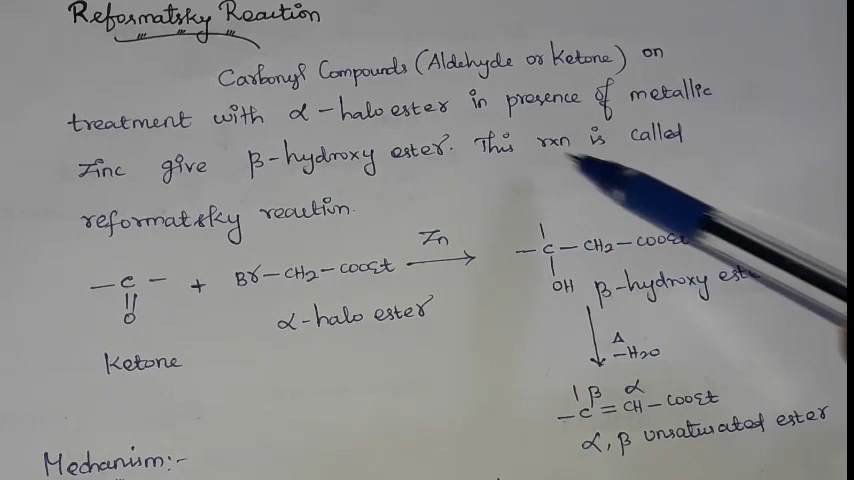 Reformatsky Reaction
Carbonyl Compounds (Aldehyde or Ketone) on
treatment with α-halo ester in presence of metallic
Zinc give β-hydroxy ester. This rxn is called
reformatsky reaction.
-C- + Br-CH2-COOEt Zn -C-CH2-COOEt
O OH
α-halo ester β-hydroxy
Ketone
Δ
-H2O
β α
-C=CH-COOEt
α, β unsaturated ester
Mechanism:-